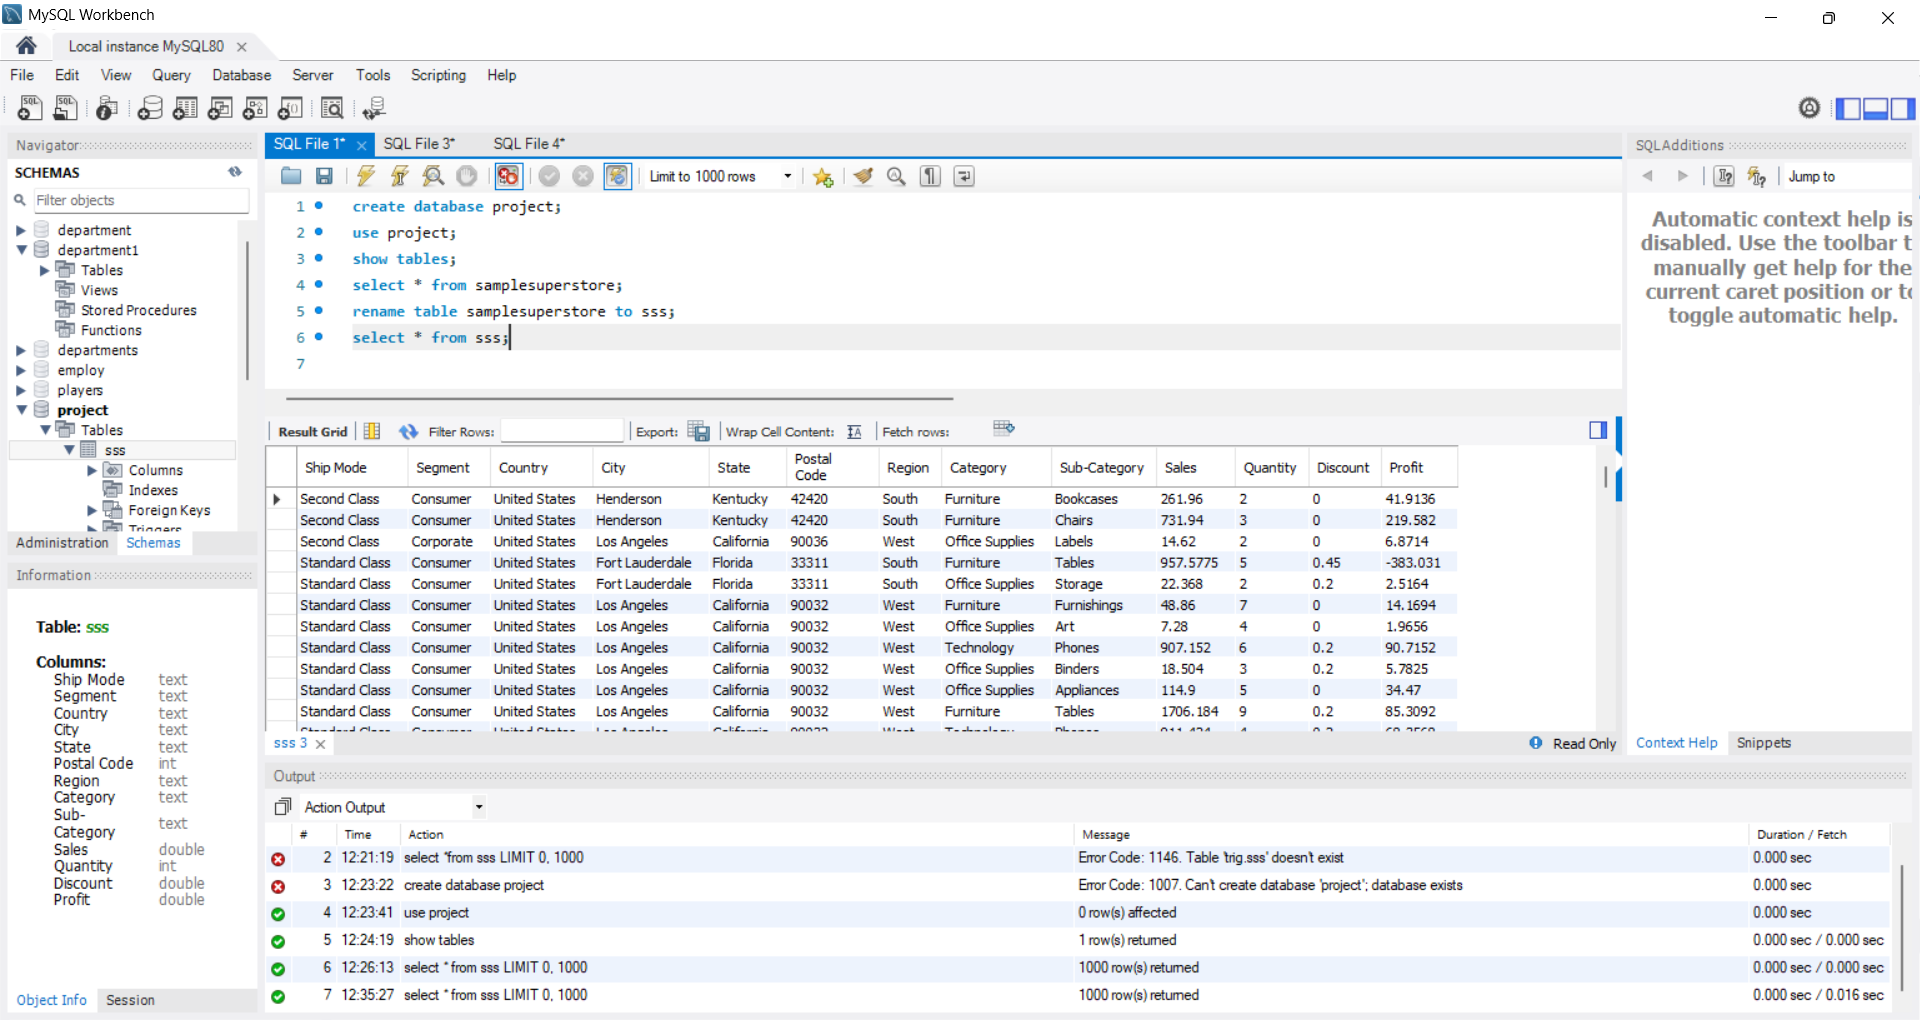 MySQL Workbench
Local instance MySQL80
File Edit View Query Database Server Tools Scripting Help
Navigator
SCHEMAS
Filter objects
department
department1
Tables
Views
Stored Procedures
Functions
departments
employ
players
project
Tables
sss
Columns
Indexes
Foreign Keys
Triggers
Administration Schemas
Information
Table: sss
Columns:
Ship Mode text
Segment text
Country text
City text
State text
Postal Code int
Region text
Category text
Sub-
Category text
Sales double
Quantity int
Discount double
Profit double
Object Info Session
SQL File 1* SQL File 3* SQL File 4*
Limit to 1000 rows
1 create database project;
2 use project;
3 show tables;
4 select * from samplesuperstore;
5 rename table samplesuperstore to sss;
6 select * from sss;
7
Result Grid Filter Rows: Export: Wrap Cell Content: Fetch rows:
Ship Mode Segment Country City State Postal Code Region Category Sub-Category Sales Quantity Discount Profit
Second Class Consumer United States Henderson Kentucky 42420 South Furniture Bookcases 261.96 2 0 41.9136
Second Class Consumer United States Henderson Kentucky 42420 South Furniture Chairs 731.94 3 0 219.582
Second Class Corporate United States Los Angeles California 90036 West Office Supplies Labels 14.62 2 0 6.8714
Standard Class Consumer United States Fort Lauderdale Florida 33311 South Furniture Tables 957.5775 5 0.45 -383.031
Standard Class Consumer United States Fort Lauderdale Florida 33311 South Office Supplies Storage 22.368 2 0.2 2.5164
Standard Class Consumer United States Los Angeles California 90032 West Furniture Furnishings 48.86 7 0 14.1694
Standard Class Consumer United States Los Angeles California 90032 West Office Supplies Art 7.28 4 0 1.9656
Standard Class Consumer United States Los Angeles California 90032 West Technology Phones 907.152 6 0.2 90.7152
Standard Class Consumer United States Los Angeles California 90032 West Office Supplies Binders 18.504 3 0.2 5.7825
Standard Class Consumer United States Los Angeles California 90032 West Office Supplies Appliances 114.9 5 0 34.47
Standard Class Consumer United States Los Angeles California 90032 West Furniture Tables 1706.184 9 0.2 85.3092
sss 3
Read Only
SQLAdditions
Jump to
Automatic context help is
disabled. Use the toolbar t
manually get help for the
current caret position or to
toggle automatic help.
Context Help Snippets
Output
Action Output
# Time Action Message Duration / Fetch
2 12:21:19 select *from sss LIMIT 0, 1000 Error Code: 1146. Table 'trig.sss' doesn't exist 0.000 sec
3 12:23:22 create database project Error Code: 1007. Can't create database 'project'; database exists 0.000 sec
4 12:23:41 use project 0 row(s) affected 0.000 sec
5 12:24:19 show tables 1 row(s) returned 0.000 sec / 0.000 sec
6 12:26:13 select * from sss LIMIT 0, 1000 1000 row(s) returned 0.000 sec / 0.000 sec
7 12:35:27 select * from sss LIMIT 0, 1000 1000 row(s) returned 0.000 sec / 0.016 sec